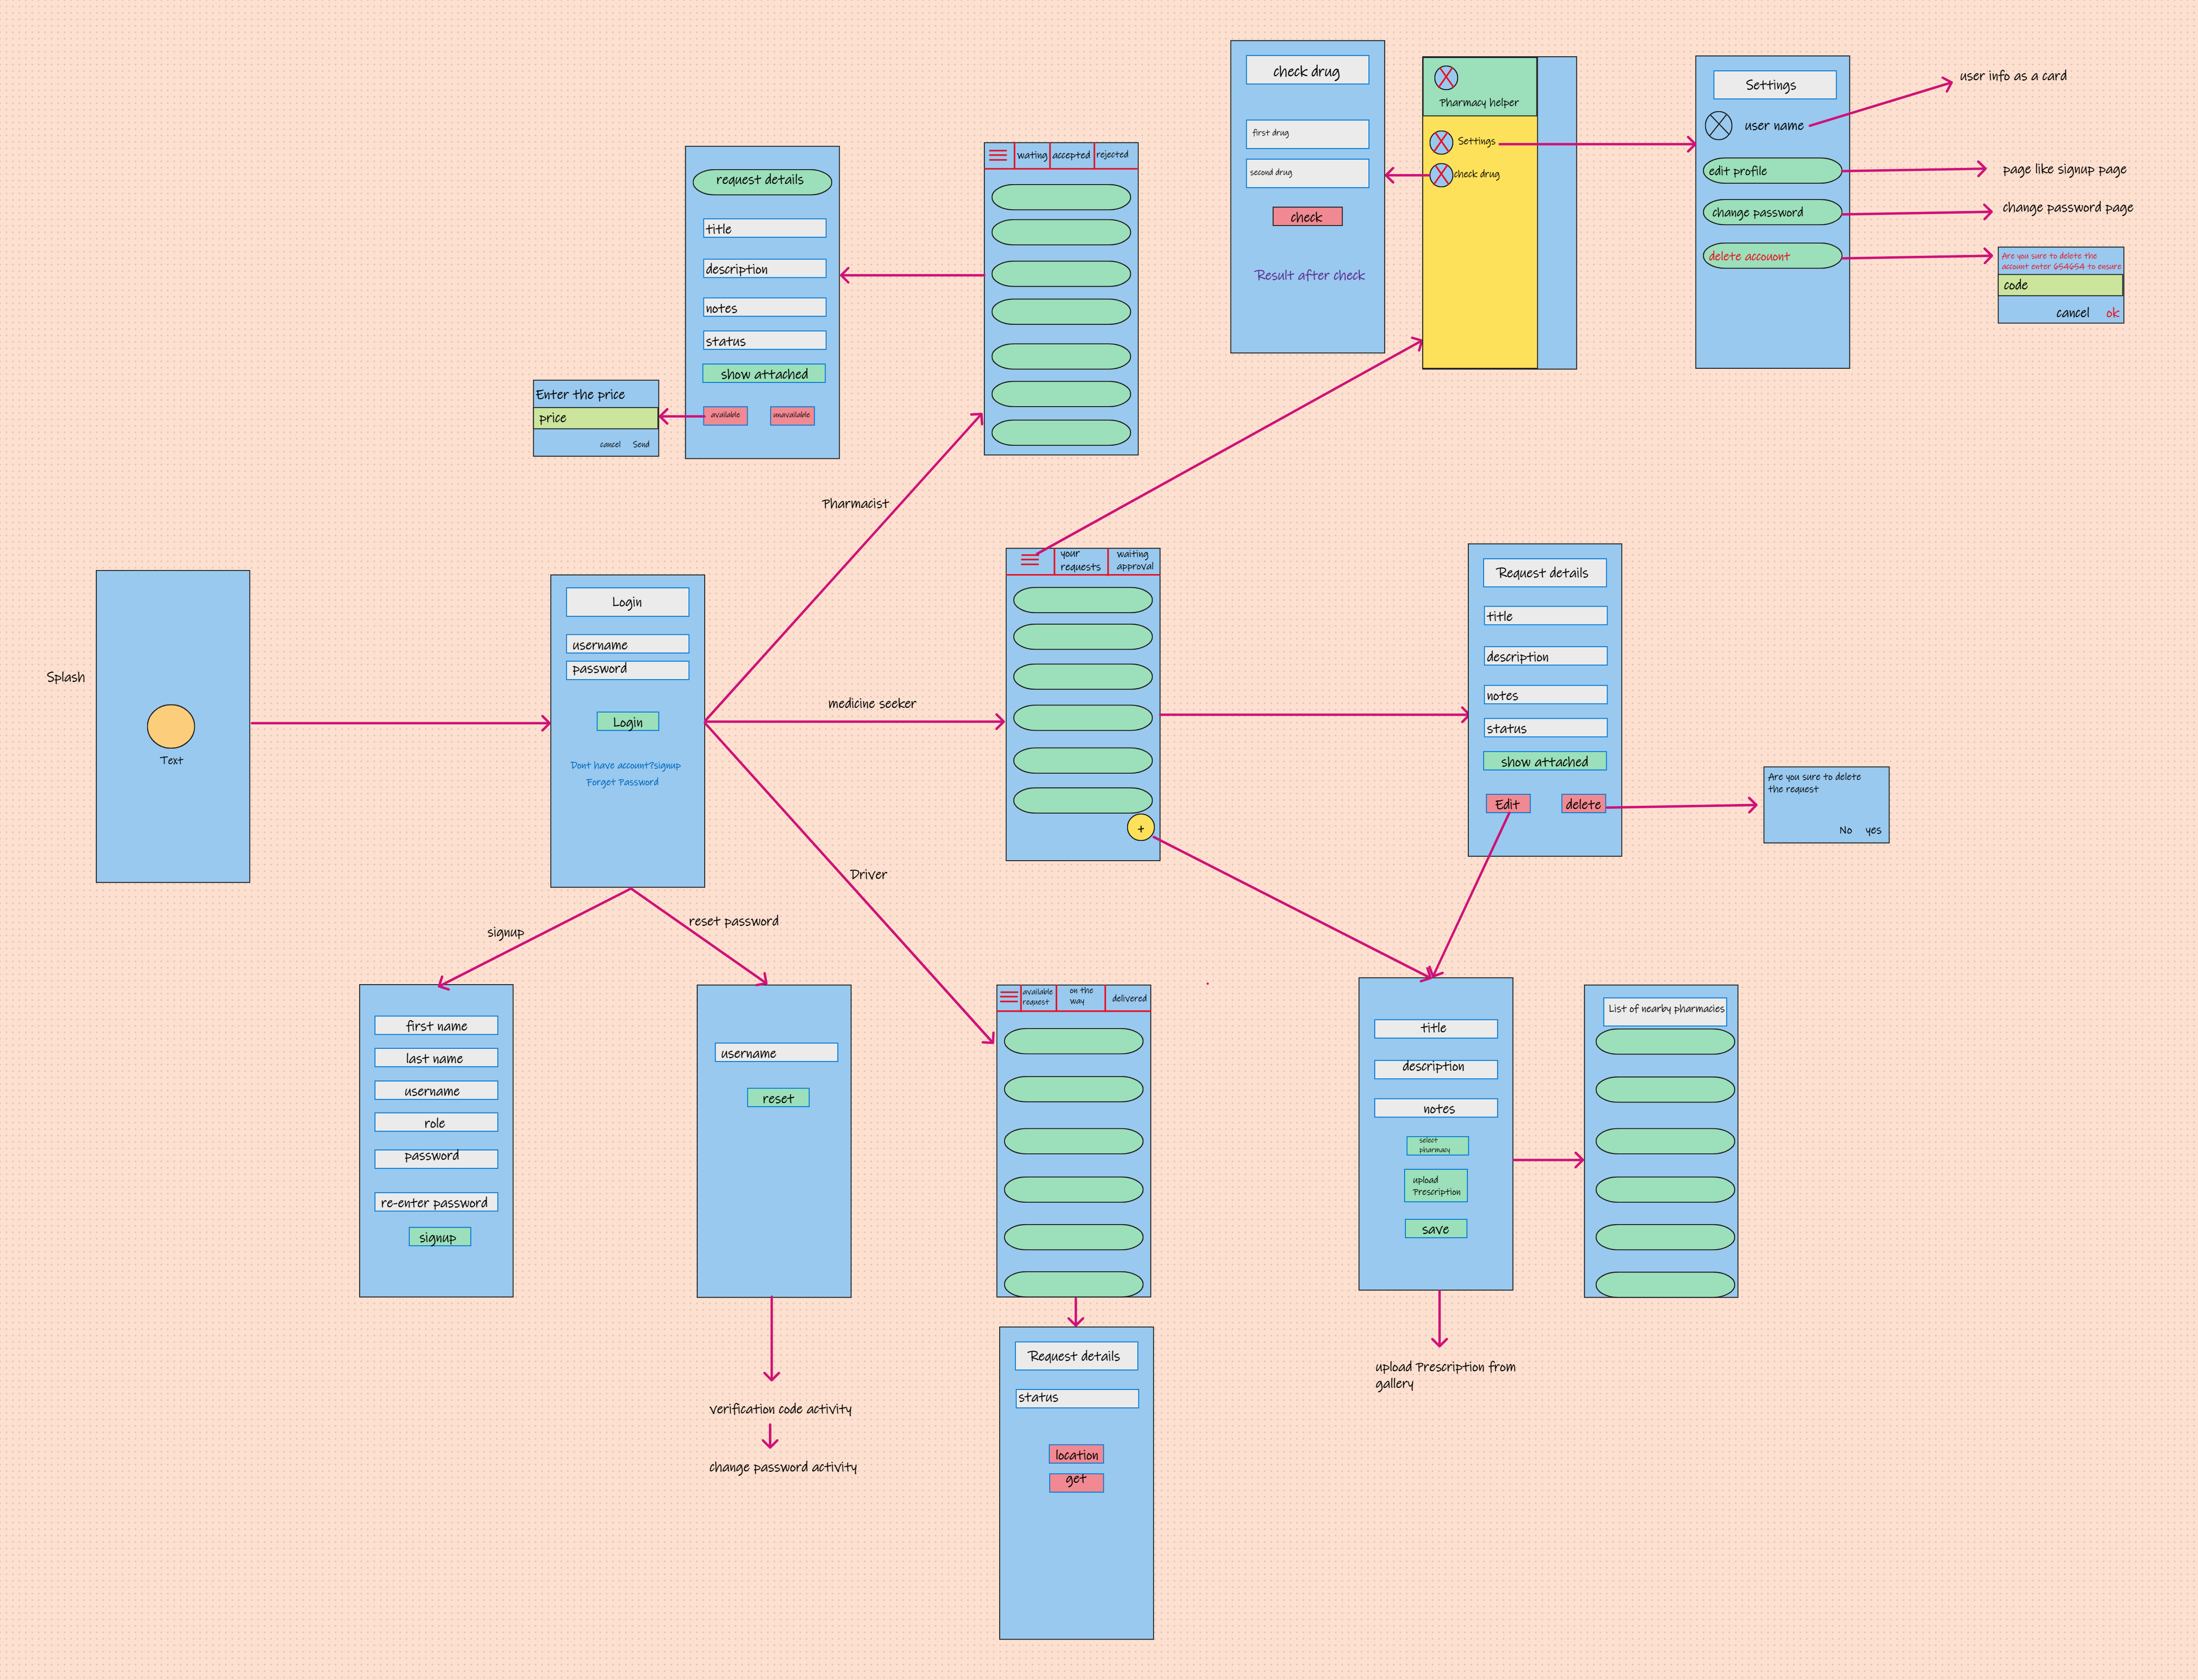 check drug
first drug
second drug
check
Result after check
Pharmacy helper
Settings
check drug
Settings
user name
edit profile
change password
delete accouont
user info as a card
page like signup page
change password page
Are you sure to delete the
account enter 654654 to ensure
code
cancel ok
request details
title
description
notes
status
show attached
available unavailable
Enter the price
price
cancel Send
wating accepted rejected
Pharmacist
Splash
Text
Login
username
password
Login
Dont have account?signup
Forget Password
medicine seeker
Driver
your
requests
waiting
approval
+
Request details
title
description
notes
status
show attached
Edit delete
Are you sure to delete
the request
No yes
signup
reset password
first name
last name
username
role
password
re-enter password
signup
username
reset
verification code activity
change password activity
available
request
on the
way
delivered
Request details
status
location
get
title
description
notes
select
pharmacy
upload
Prescription
save
upload Prescription from
gallery
List of nearby pharmacies